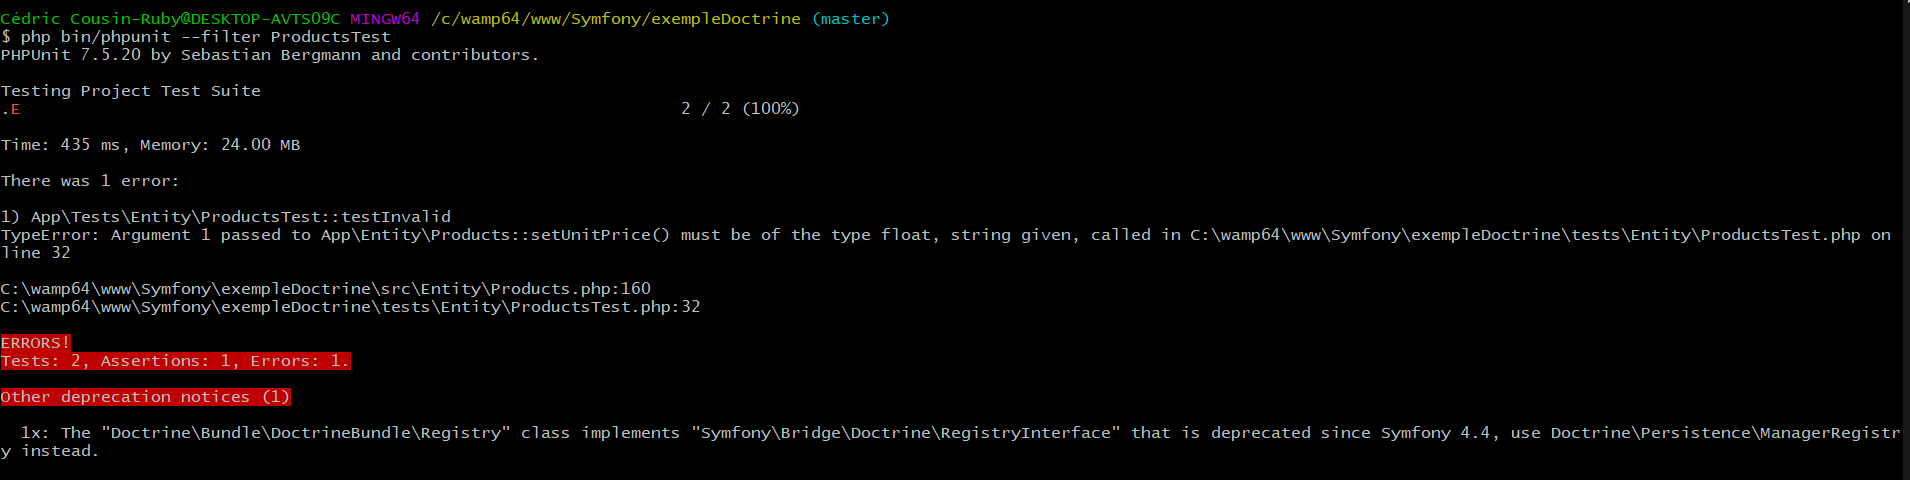 Cédric Cousin-Ruby@DESKTOP-AVTS09C MINGW64 /c/wamp64/www/Symfony/exempleDoctrine (master)
$ php bin/phpunit --filter ProductsTest
PHPUnit 7.5.20 by Sebastian Bergmann and contributors.
Testing Project Test Suite
.E 2 / 2 (100%)
Time: 435 ms, Memory: 24.00 MB
There was 1 error:
1) App\Tests\Entity\ProductsTest::testInvalid
TypeError: Argument 1 passed to App\Entity\Products::setUnitPrice() must be of the type float, string given, called in C:\wamp64\www\Symfony\exempleDoctrine\tests\Entity\ProductsTest.php on
line 32
C:\wamp64\www\Symfony\exempleDoctrine\src\Entity\Products.php:160
C:\wamp64\www\Symfony\exempleDoctrine\tests\Entity\ProductsTest.php:32
ERRORS!
Tests: 2, Assertions: 1, Errors: 1.
Other deprecation notices (1)
1x: The "Doctrine\Bundle\DoctrineBundle\Registry" class implements "Symfony\Bridge\Doctrine\RegistryInterface" that is deprecated since Symfony 4.4, use Doctrine\Persistence\ManagerRegistr
y instead.